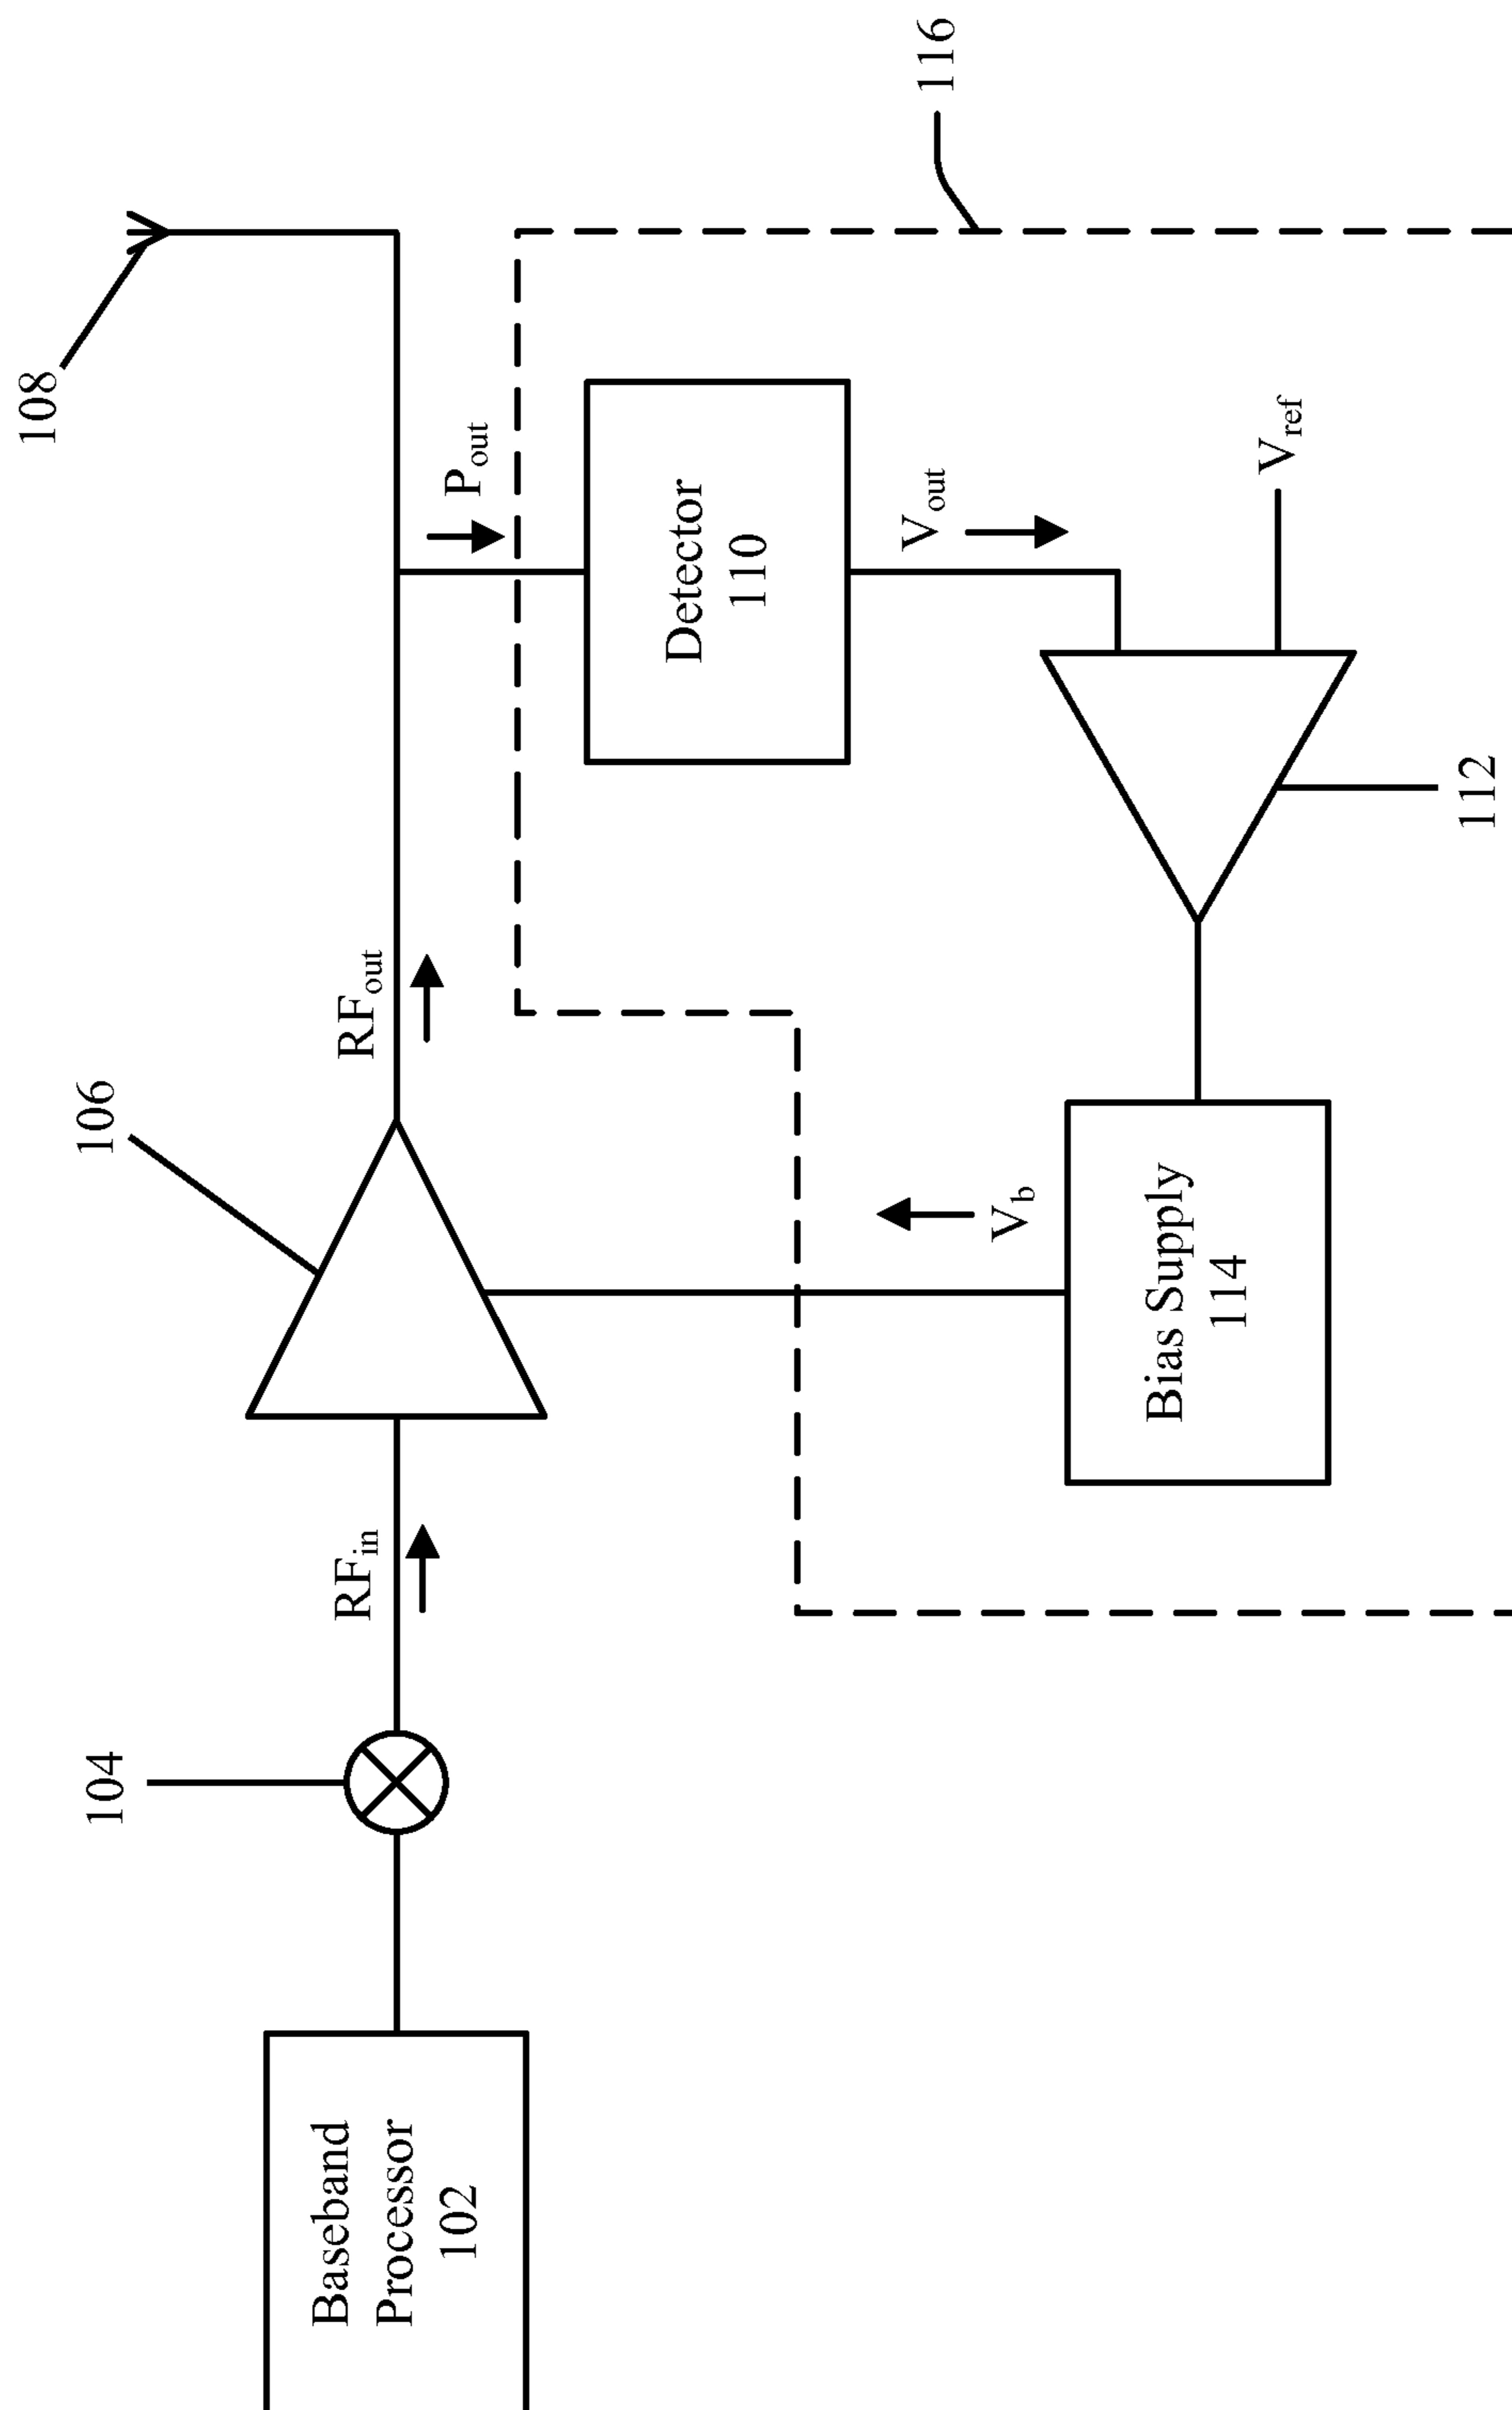 108
116
106
RFout
Pout
104
RFin
Detector
110
Vout
Vref
Baseband
Processor
102
Vb
Bias Supply
114
112